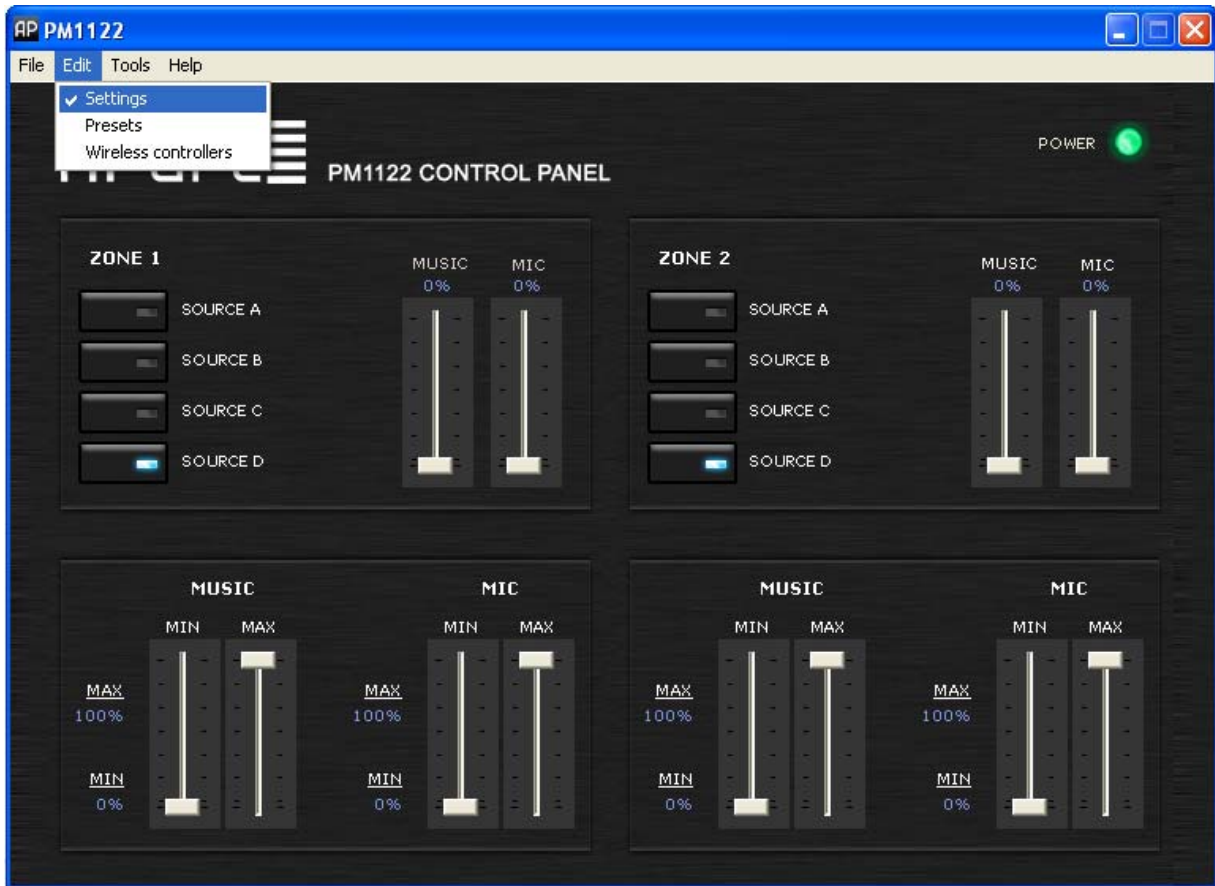 AP PM1122
File Edit Tools Help
Settings
Presets
Wireless controllers
PM1122 CONTROL PANEL
POWER
ZONE 1
MUSIC MIC
0% 0%
SOURCE A
SOURCE B
SOURCE C
SOURCE D
ZONE 2
MUSIC MIC
0% 0%
SOURCE A
SOURCE B
SOURCE C
SOURCE D
MUSIC MIC
MIN MAX MIN MAX
MAX MAX
100% 100%
MIN MIN
0% 0%
MUSIC MIC
MIN MAX MIN MAX
MAX MAX
100% 100%
MIN MIN
0% 0%